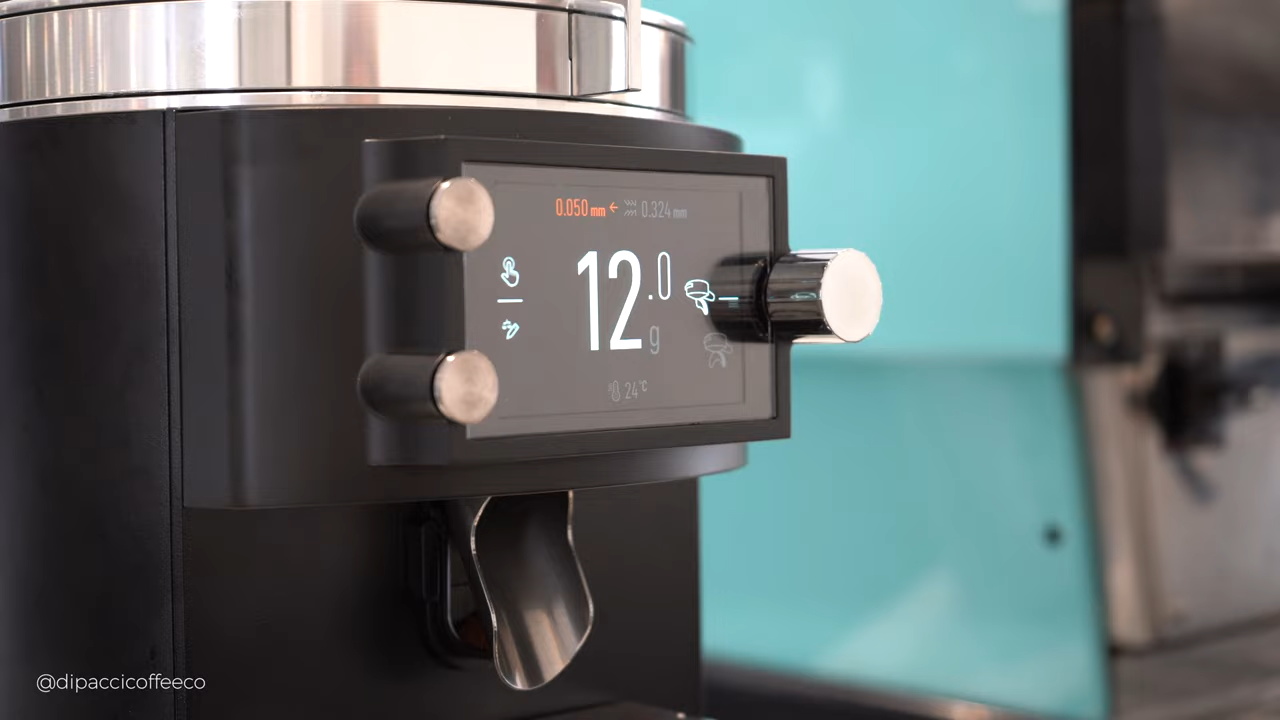 0.050 mm ← 0.324 mm
12.0 g
24°C
@dipaccicoffeeco